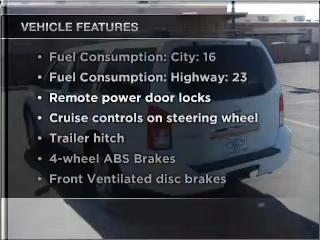 VEHICLE FEATURES
• Fuel Consumption: City: 16
• Fuel Consumption: Highway: 23
• Remote power door locks
• Cruise controls on steering wheel
• Trailer hitch
• 4-wheel ABS Brakes
• Front Ventilated disc brakes